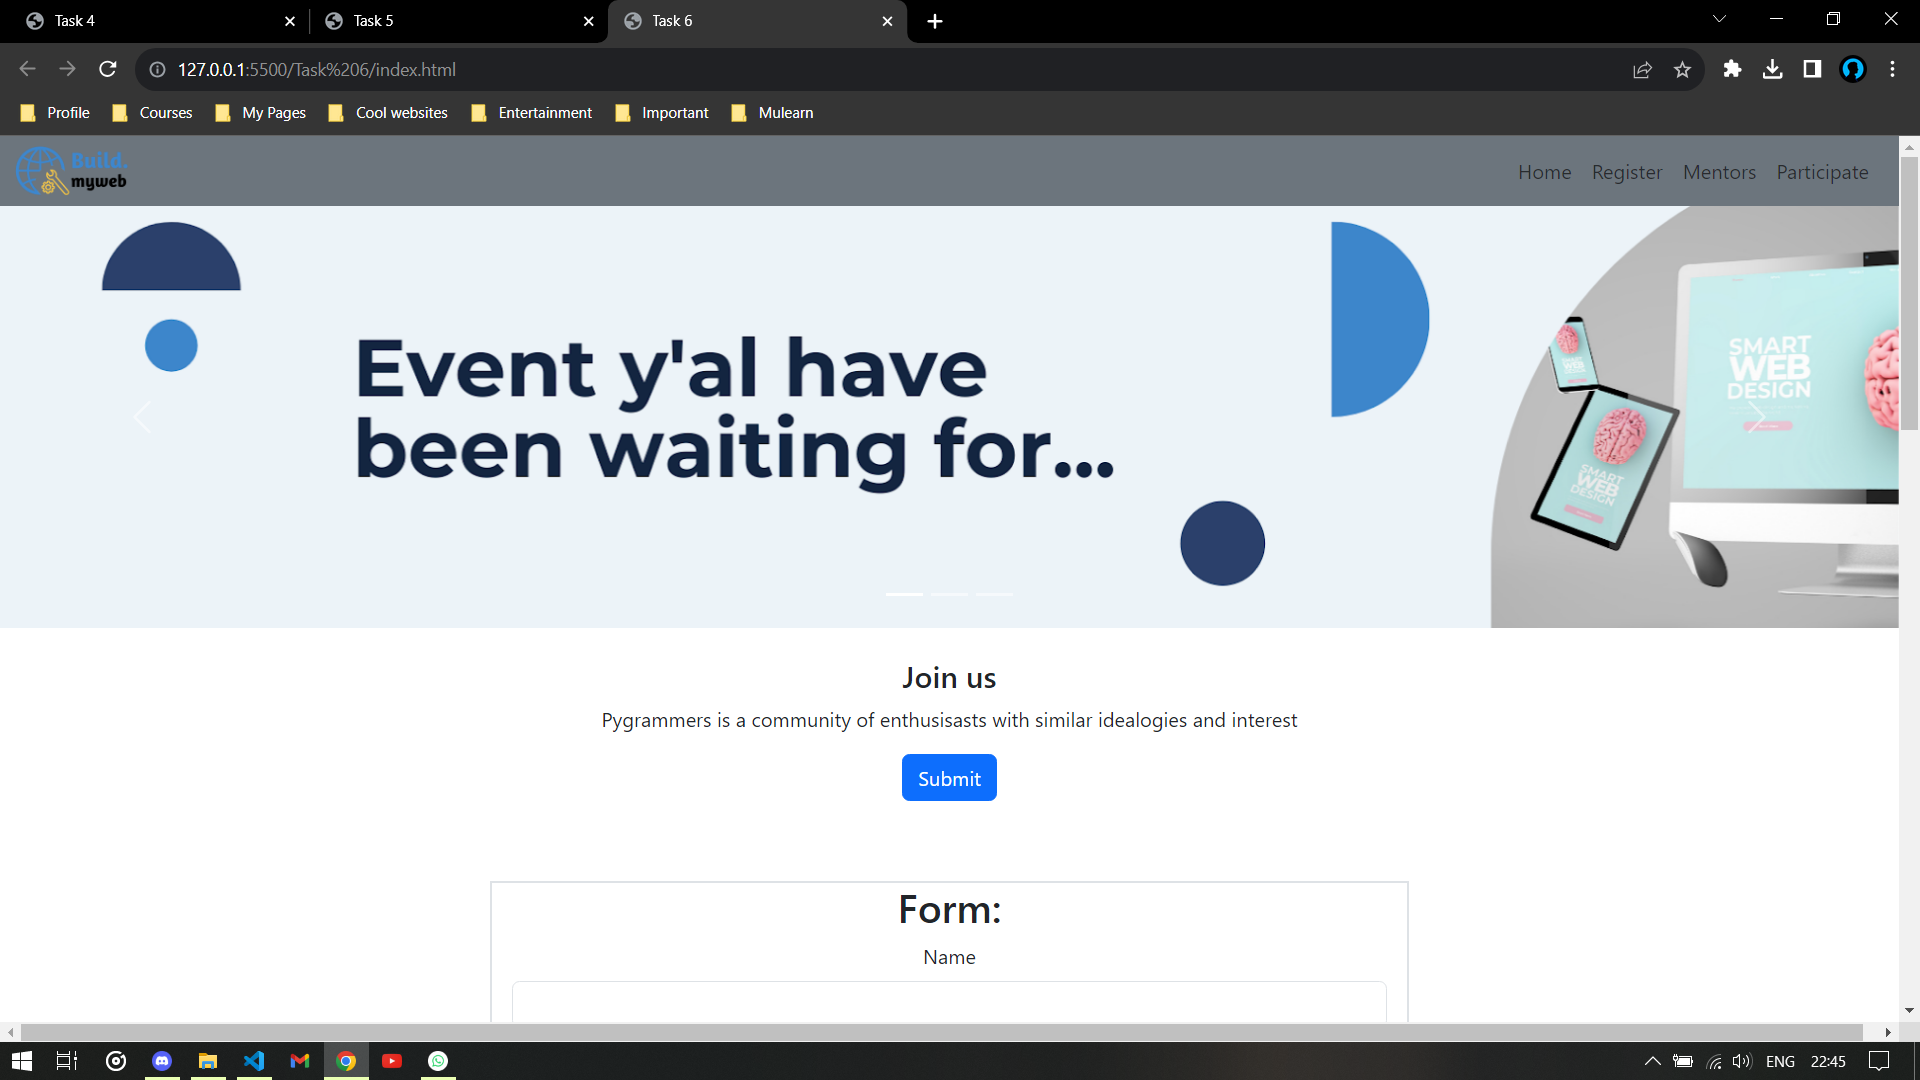 Task 4
Task 5
Task 6
127.0.0.1:5500/Task%206/index.html
Profile
Courses
My Pages
Cool websites
Entertainment
Important
Mulearn
Build.
myweb
Home
Register
Mentors
Participate
Event y'al have
been waiting for...
SMART
WEB
DESIGN
SMART
WEB
DESIGN
Join us
Pygrammers is a community of enthusisasts with similar idealogies and interest
Submit
Form:
Name
ENG
22:45